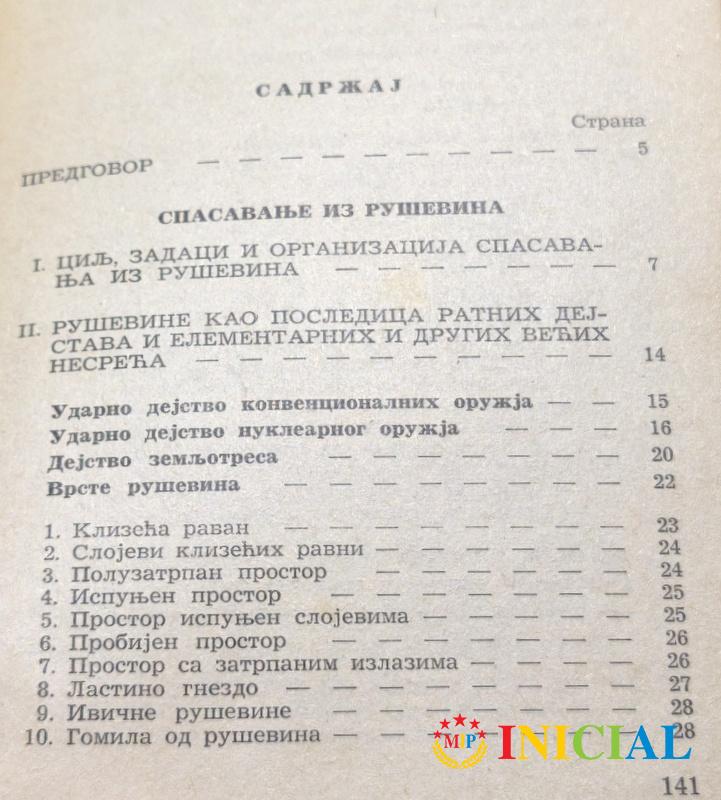 САДРЖАЈ
Страна
ПРЕДГОВОР — — — — — — — — — — 5
СПАСАВАЊЕ ИЗ РУШЕВИНА
I. ЦИЉ, ЗАДАЦИ И ОРГАНИЗАЦИЈА СПАСАВА-
ЊА ИЗ РУШЕВИНА — — — — — — — 7
II. РУШЕВИНЕ КАО ПОСЛЕДИЦА РАТНИХ ДЕЈ-
СТАВА И ЕЛЕМЕНТАРНИХ И ДРУГИХ ВЕЋИХ
НЕСРЕЋА — — — — — — — — — — 14
Ударно дејство конвенционалних оружја — — 15
Ударно дејство нуклеарног оружја — — — 16
Дејство земљотреса — — — — — — — 20
Врсте рушевина — — — — — — — — 22
1. Клизећа раван — — — — — — — — 23
2. Слојеви клизећих равни — — — — — — 24
3. Полузатрпан простор — — — — — — 24
4. Испуњен простор — — — — — — — 25
5. Простор испуњен слојевима — — — — — 25
6. Пробијен простор — — — — — — — 26
7. Простор са затрпаним излазима — — — — 26
8. Ластино гнездо — — — — — — — — 27
9. Ивичне рушевине — — — — — — — 28
10. Гомила од рушевина — — — — — — 28
MP INICIAL
141